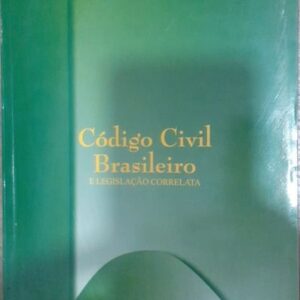 Código Civil
Brasileiro
E LEGISLAÇÃO CORRELATA